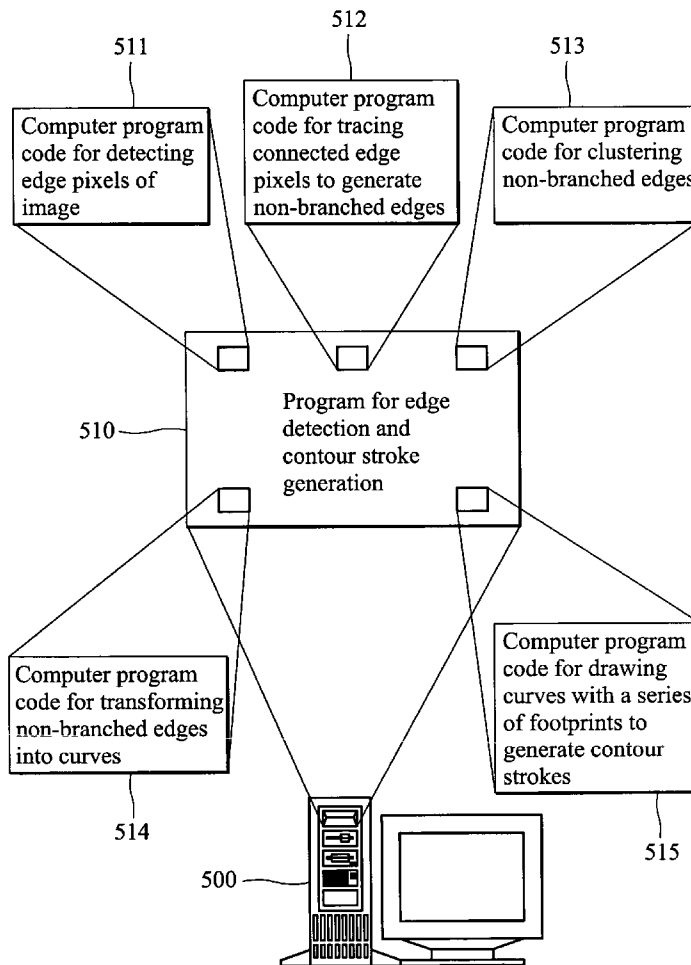 511
512
513
Computer program
code for detecting
edge pixels of
image
Computer program
code for tracing
connected edge
pixels to generate
non-branched edges
Computer program
code for clustering
non-branched edges
510
Program for edge
detection and
contour stroke
generation
Computer program
code for transforming
non-branched edges
into curves
514
Computer program
code for drawing
curves with a series
of footprints to
generate contour
strokes
515
500